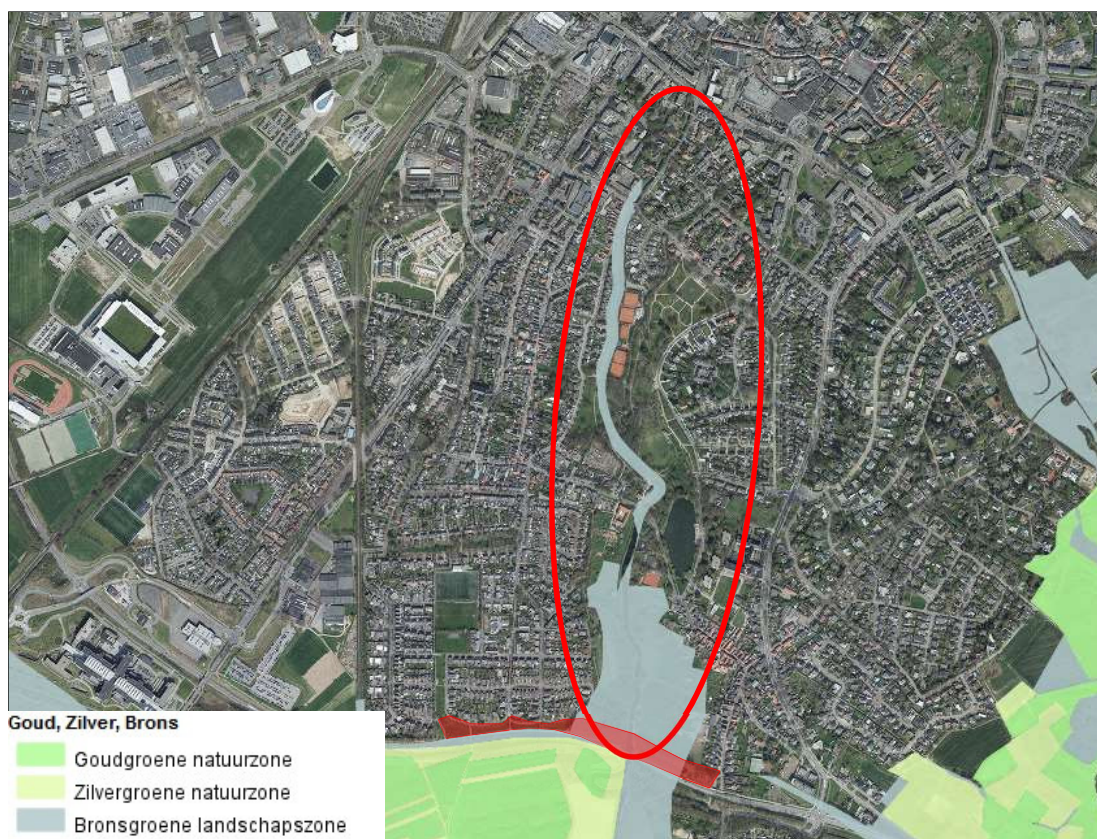 Goud, Zilver, Brons
Goudgroene natuurzone
Zilvergroene natuurzone
Bronsgroene landschapszone